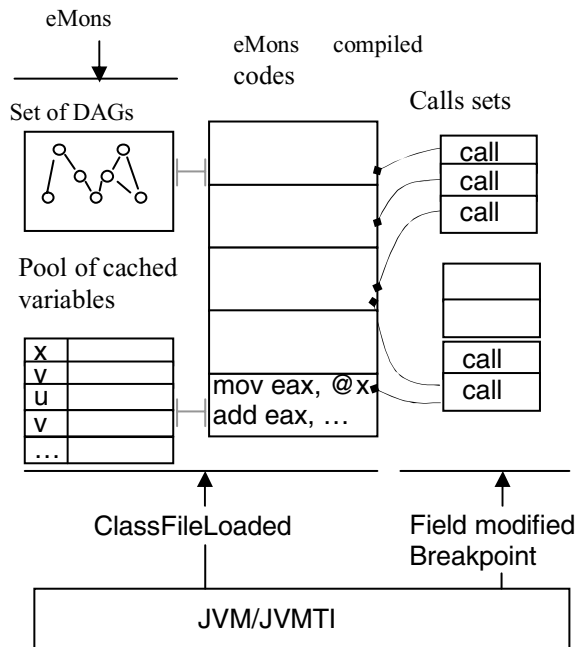 eMons
eMons compiled
codes
Set of DAGs
Calls sets
call
call
call
Pool of cached
variables
x
v
u
v
...
mov eax, @x
add eax, ...
call
call
ClassFileLoaded
Field modified
Breakpoint
JVM/JVMTI